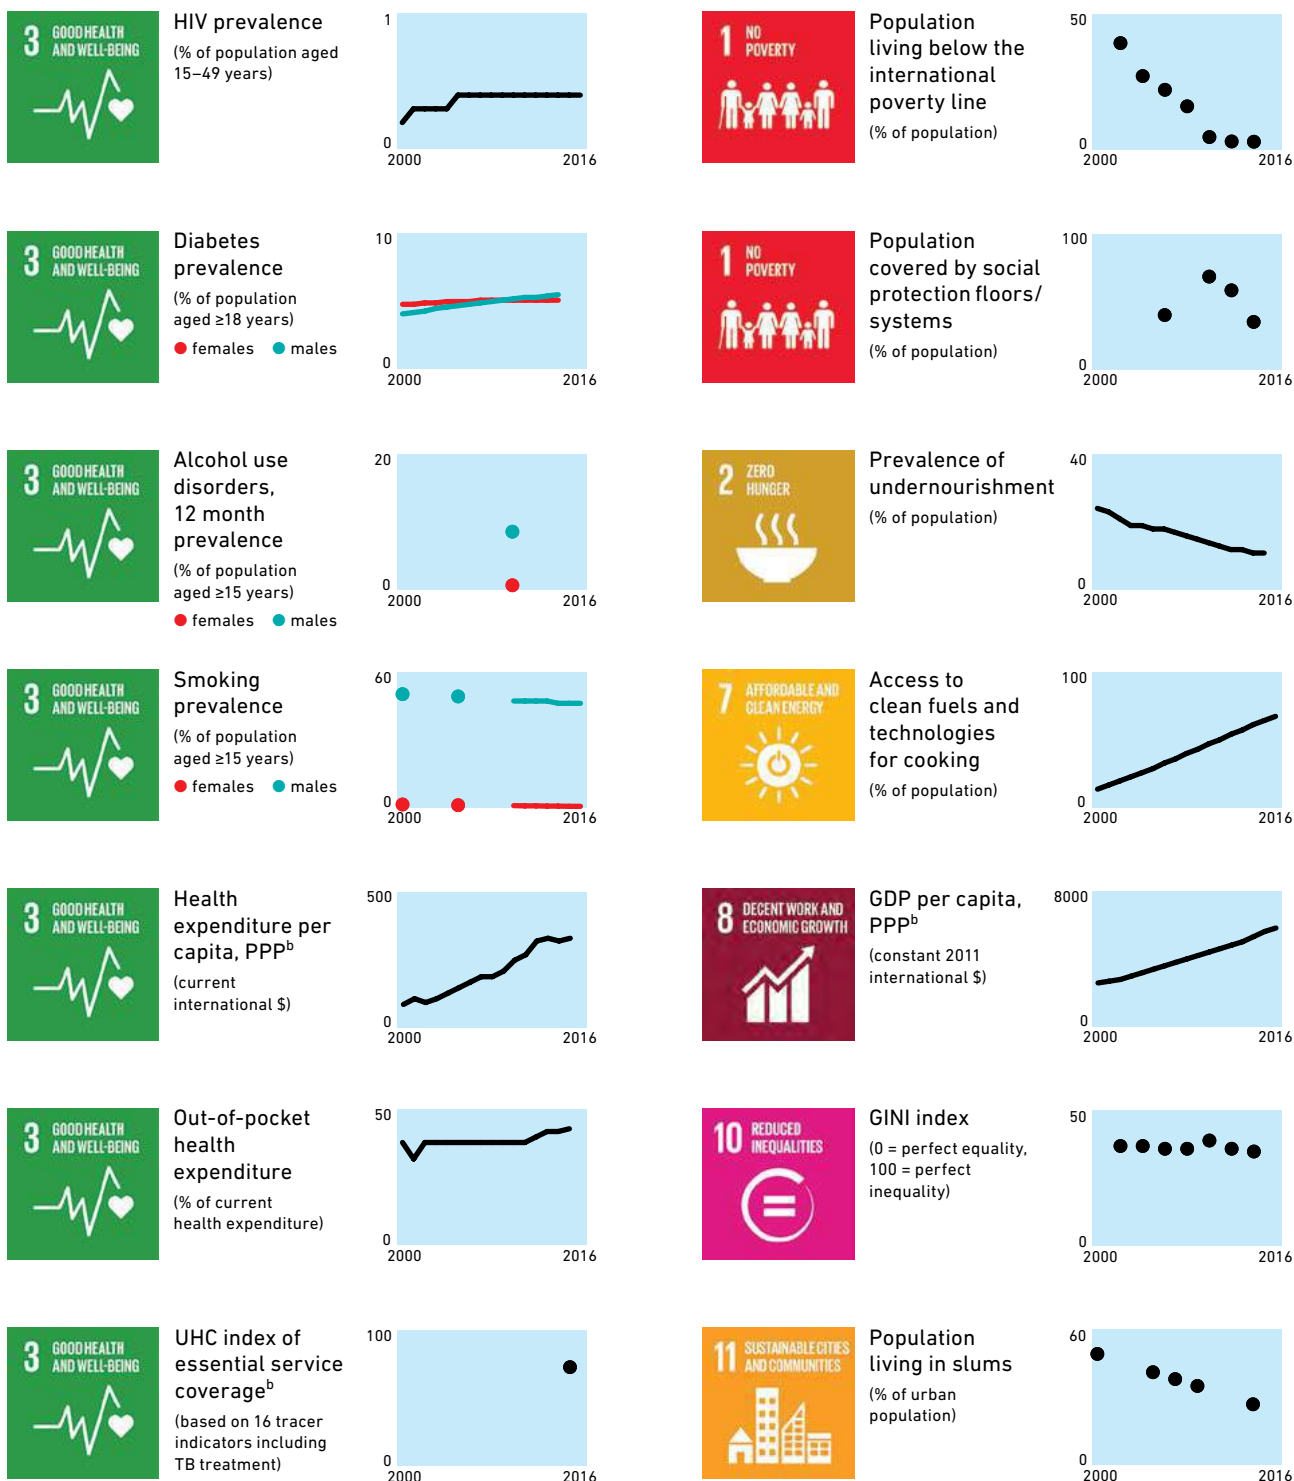 3 GOOD HEALTH
AND WELL-BEING
HIV prevalence
(% of population aged
15–49 years)
1
0
2000 2016
1 NO
POVERTY
Population
living below the
international
poverty line
(% of population)
50
0
2000 2016
3 GOOD HEALTH
AND WELL-BEING
Diabetes
prevalence
(% of population
aged ≥18 years)
females males
10
0
2000 2016
1 NO
POVERTY
Population
covered by social
protection floors/
systems
(% of population)
100
0
2000 2016
3 GOOD HEALTH
AND WELL-BEING
Alcohol use
disorders,
12 month
prevalence
(% of population
aged ≥15 years)
females males
20
0
2000 2016
2 ZERO
HUNGER
Prevalence of
undernourishment
(% of population)
40
0
2000 2016
3 GOOD HEALTH
AND WELL-BEING
Smoking
prevalence
(% of population
aged ≥15 years)
females males
60
0
2000 2016
7 AFFORDABLE AND
CLEAN ENERGY
Access to
clean fuels and
technologies
for cooking
(% of population)
100
0
2000 2016
3 GOOD HEALTH
AND WELL-BEING
Health
expenditure per
capita, PPPᵇ
(current
international $)
500
0
2000 2016
8 DECENT WORK AND
ECONOMIC GROWTH
GDP per capita,
PPPᵇ
(constant 2011
international $)
8000
0
2000 2016
3 GOOD HEALTH
AND WELL-BEING
Out-of-pocket
health
expenditure
(% of current
health expenditure)
50
0
2000 2016
10 REDUCED
INEQUALITIES
GINI index
(0 = perfect equality,
100 = perfect
inequality)
50
0
2000 2016
3 GOOD HEALTH
AND WELL-BEING
UHC index of
essential service
coverageᵇ
(based on 16 tracer
indicators including
TB treatment)
100
0
2000 2016
11 SUSTAINABLE CITIES
AND COMMUNITIES
Population
living in slums
(% of urban
population)
60
0
2000 2016